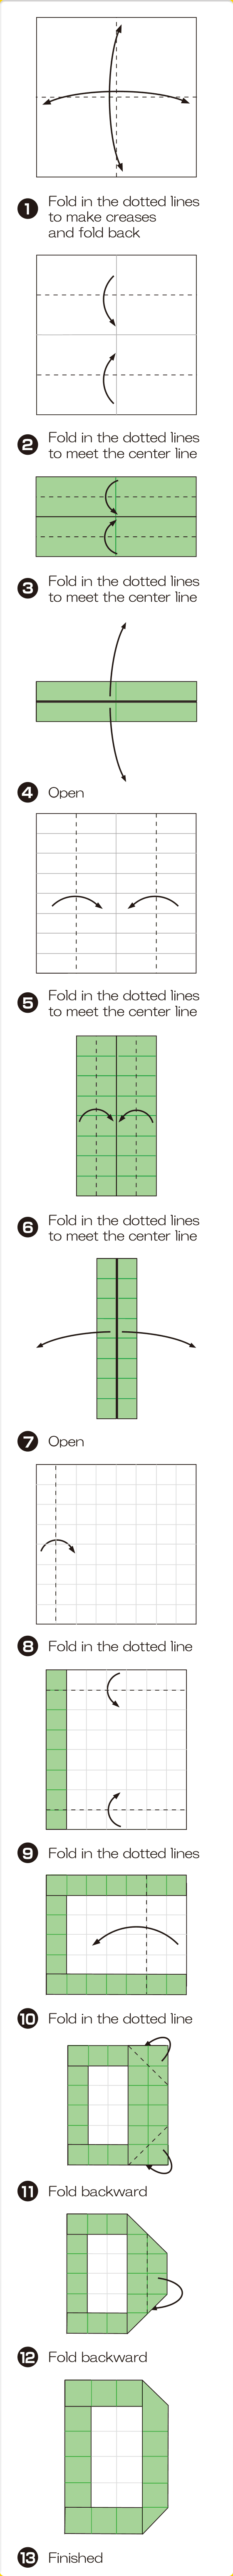 1 Fold in the dotted lines
to make creases
and fold back
2 Fold in the dotted lines
to meet the center line
3 Fold in the dotted lines
to meet the center line
4 Open
5 Fold in the dotted lines
to meet the center line
6 Fold in the dotted lines
to meet the center line
7 Open
8 Fold in the dotted line
9 Fold in the dotted lines
10 Fold in the dotted line
11 Fold backward
12 Fold backward
13 Finished